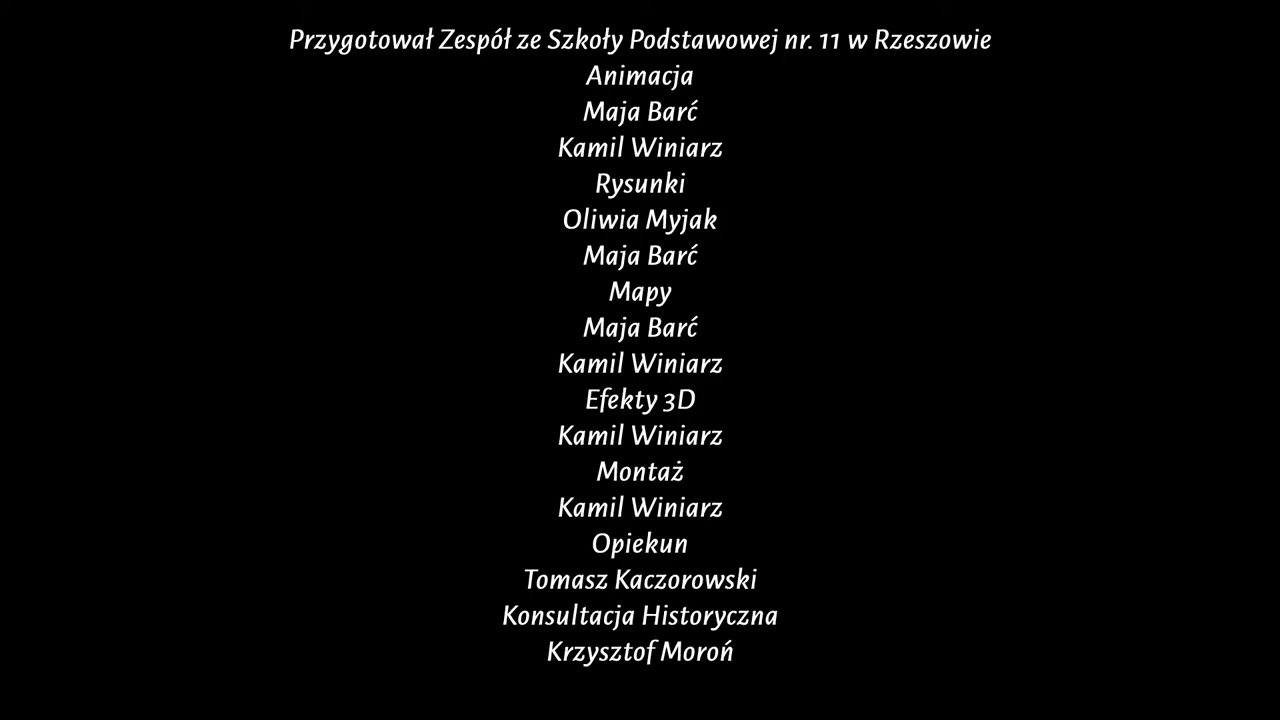 Przygotował Zespół ze Szkoły Podstawowej nr. 11 w Rzeszowie
Animacja
Maja Barć
Kamil Winiarz
Rysunki
Oliwia Myjak
Maja Barć
Mapy
Maja Barć
Kamil Winiarz
Efekty 3D
Kamil Winiarz
Montaż
Kamil Winiarz
Opiekun
Tomasz Kaczorowski
Konsultacja Historyczna
Krzysztof Moroń